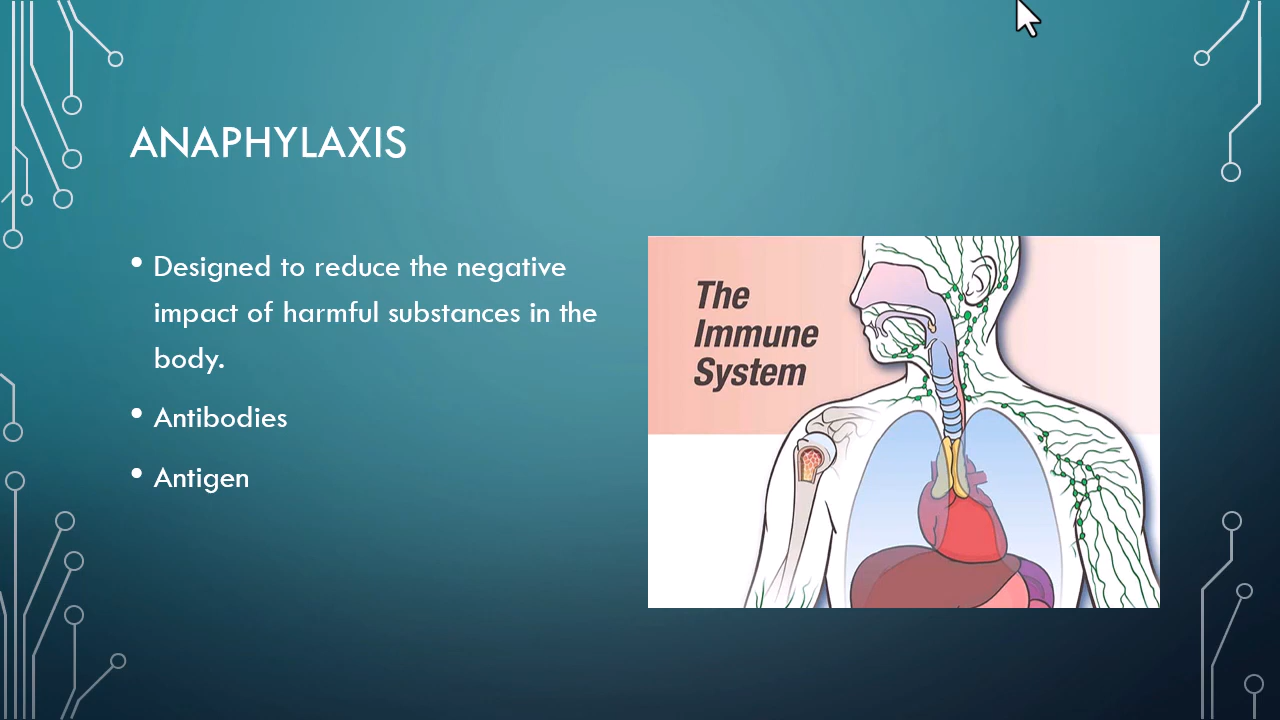 ANAPHYLAXIS
• Designed to reduce the negative
impact of harmful substances in the
body.
• Antibodies
• Antigen
The
Immune
System